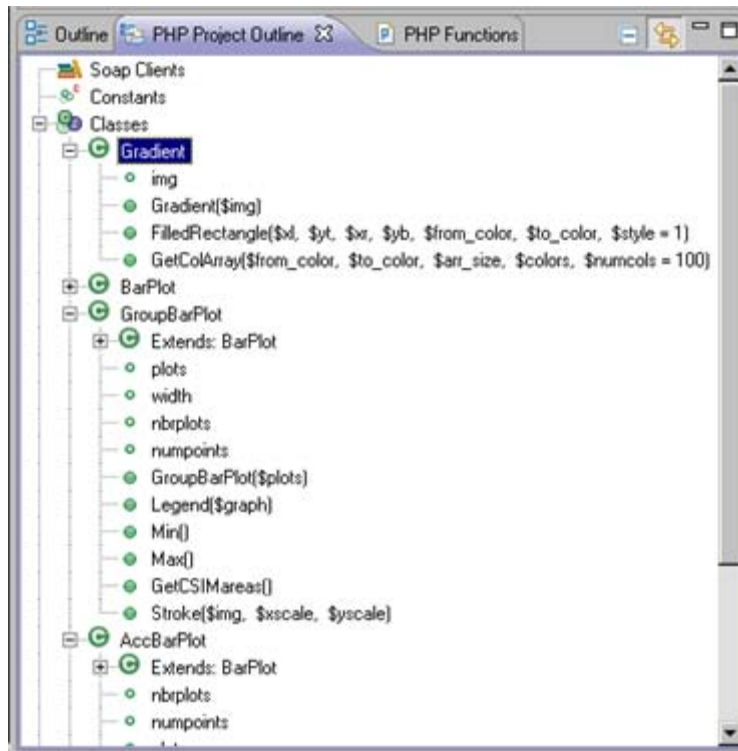 Outline PHP Project Outline PHP Functions
Soap Clients
Constants
Classes
Gradient
img
Gradient($img)
FilledRectangle($xl, $yt, $xr, $yb, $from_color, $to_color, $style = 1)
GetColArray($from_color, $to_color, $arr_size, $colors, $numcols = 100)
BarPlot
GroupBarPlot
Extends: BarPlot
plots
width
nbrplots
numpoints
GroupBarPlot($plots)
Legend($graph)
Min()
Max()
GetCSIMareas()
Stroke($img, $xscale, $yscale)
AccBarPlot
Extends: BarPlot
nbrplots
numpoints